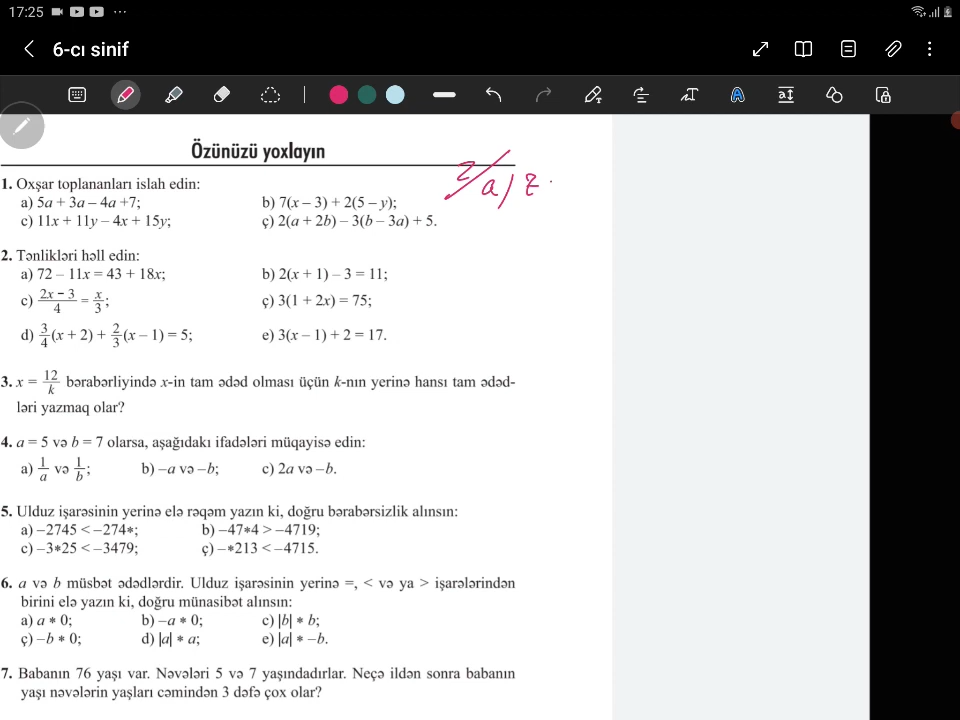 17:25
6-cı sinif
Özünüzü yoxlayın
1. Oxşar toplananları islah edin:
a) 5a + 3a – 4a +7; b) 7(x – 3) + 2(5 – y);
c) 11x + 11y – 4x + 15y; ç) 2(a + 2b) – 3(b – 3a) + 5.
2. Tənlikləri həll edin:
a) 72 – 11x = 43 + 18x; b) 2(x + 1) – 3 = 11;
c) (2x – 3)/4 = x/3; ç) 3(1 + 2x) = 75;
d) 3/4(x + 2) + 2/3(x – 1) = 5; e) 3(x – 1) + 2 = 17.
3. x = 12/k bərabərliyində x-in tam ədəd olması üçün k-nın yerinə hansı tam ədəd-
ləri yazmaq olar?
4. a = 5 və b = 7 olarsa, aşağıdakı ifadələri müqayisə edin:
a) 1/a və 1/b; b) –a və –b; c) 2a və –b.
5. Ulduz işarəsinin yerinə elə rəqəm yazın ki, doğru bərabərsizlik alınsın:
a) –2745 < –274*; b) –47*4 > –4719;
c) –3*25 < –3479; ç) –*213 < –4715.
6. a və b müsbət ədədlərdir. Ulduz işarəsinin yerinə =, < və ya > işarələrindən
birini elə yazın ki, doğru münasibət alınsın:
a) a * 0; b) –a * 0; c) |b| * b;
ç) –b * 0; d) |a| * a; e) |a| * –b.
7. Babanın 76 yaşı var. Nəvələri 5 və 7 yaşındadırlar. Neçə ildən sonra babanın
yaşı nəvələrin yaşları cəmindən 3 dəfə çox olar?